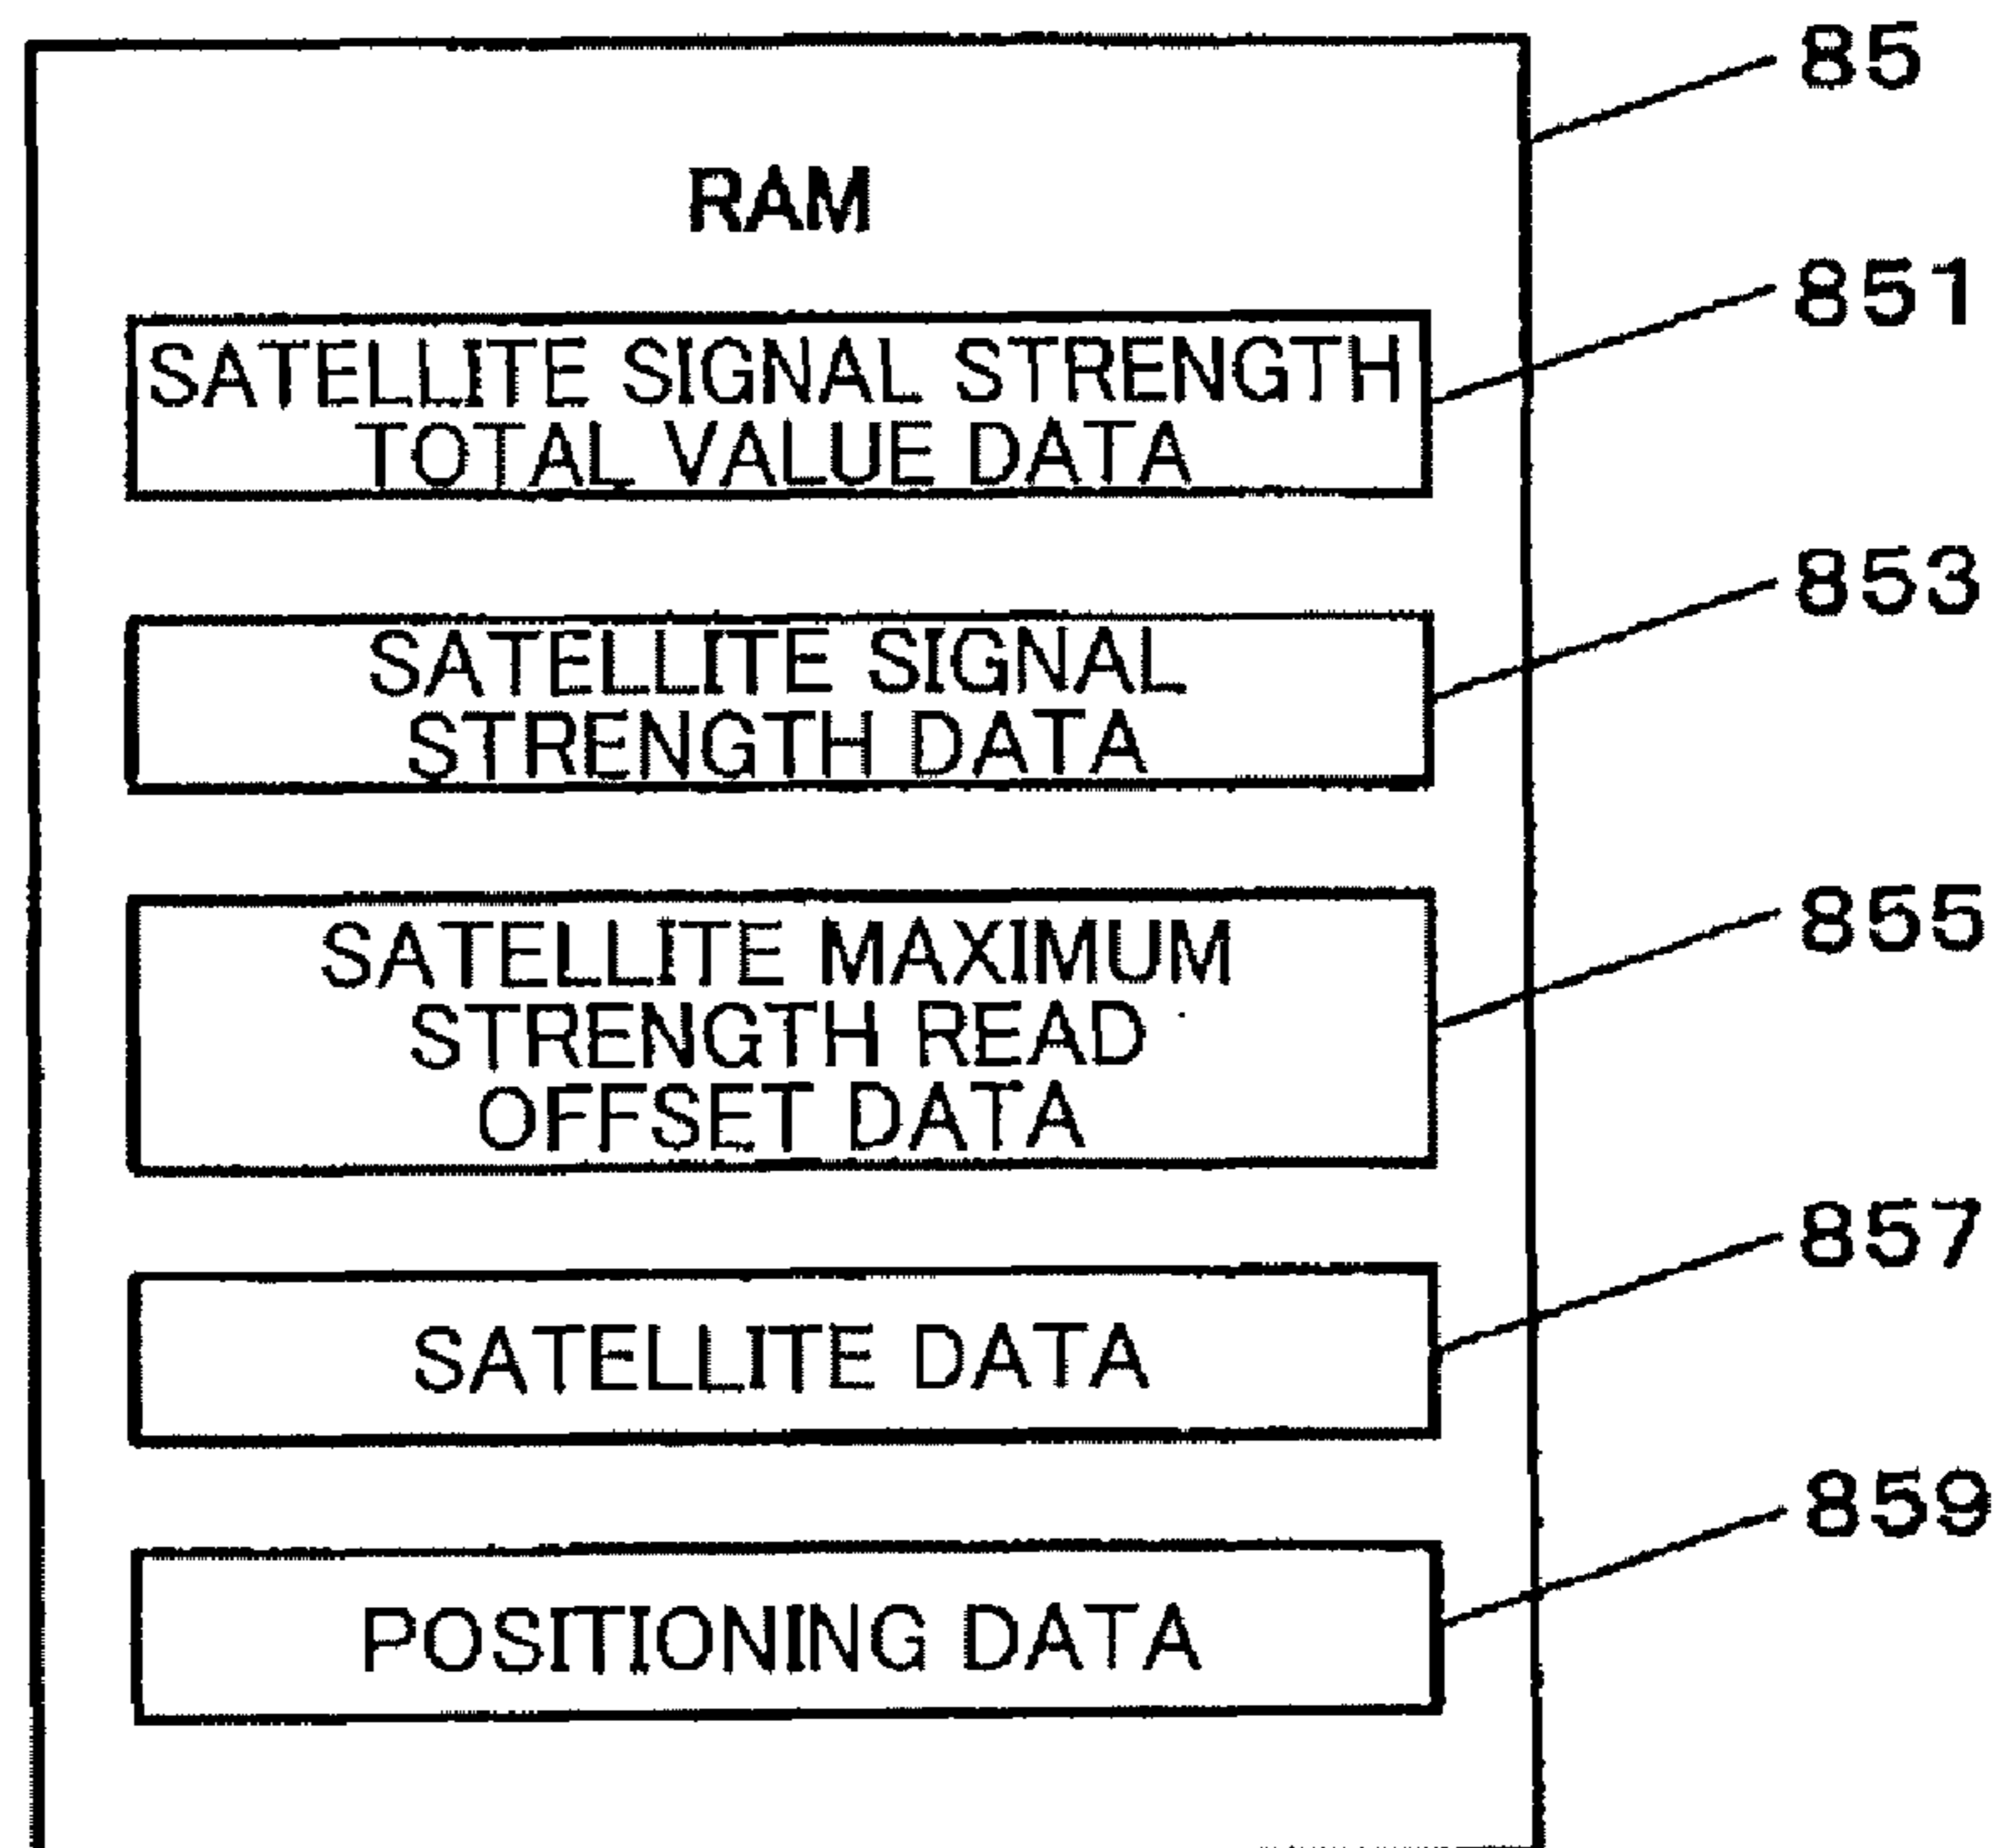 85
RAM
851
SATELLITE SIGNAL STRENGTH
TOTAL VALUE DATA
853
SATELLITE SIGNAL
STRENGTH DATA
855
SATELLITE MAXIMUM
STRENGTH READ
OFFSET DATA
857
SATELLITE DATA
859
POSITIONING DATA